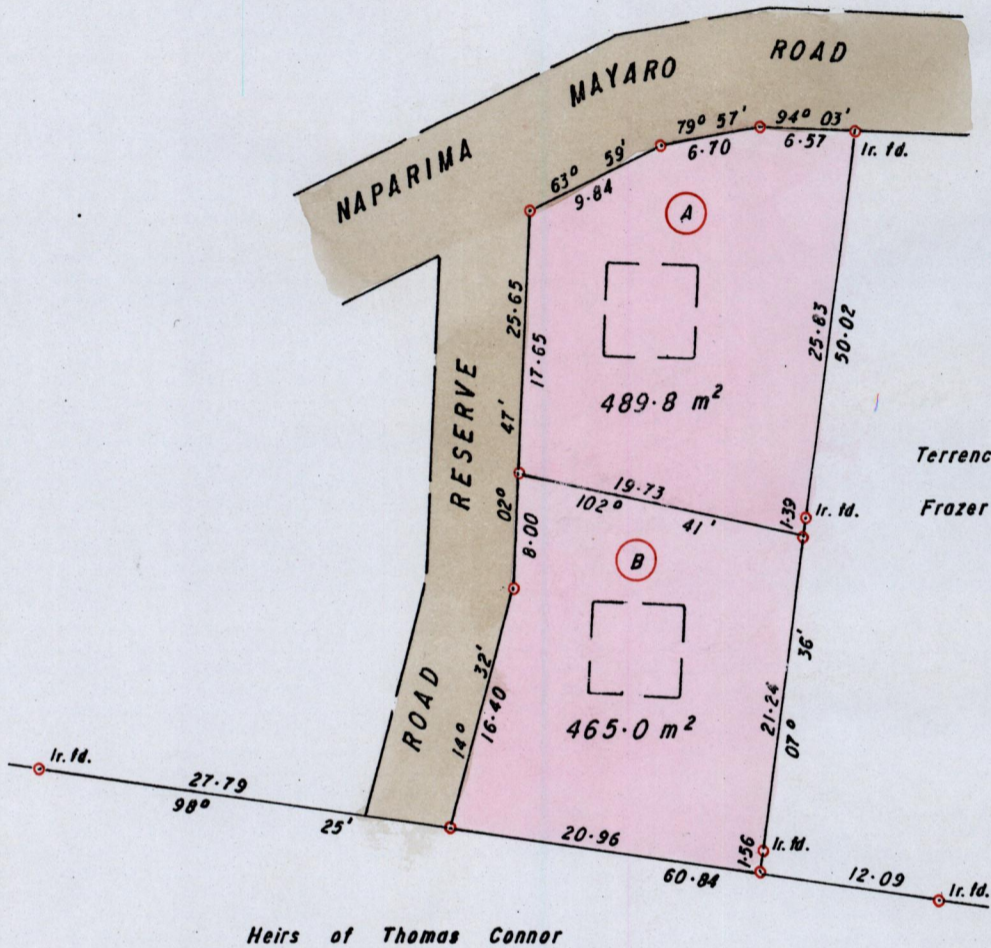 NAPARIMA MAYARO ROAD
94° 03'
79° 57'
6·57
6·70
Ir. fd.
63° 59'
9·84
A
25·65
17·65
25·83
50·02
489·8 m²
ROAD RESERVE
02° 47'
Terrenc
19·73
102° 41'
1·39
Ir. fd.
Frazer
8·00
B
14° 32'
16·40
07° 36'
21·24
465·0 m²
Ir. fd.
27·79
98° 25'
20·96
1·56
Ir. fd.
60·84
12·09
Ir. fd.
Heirs of Thomas Connor